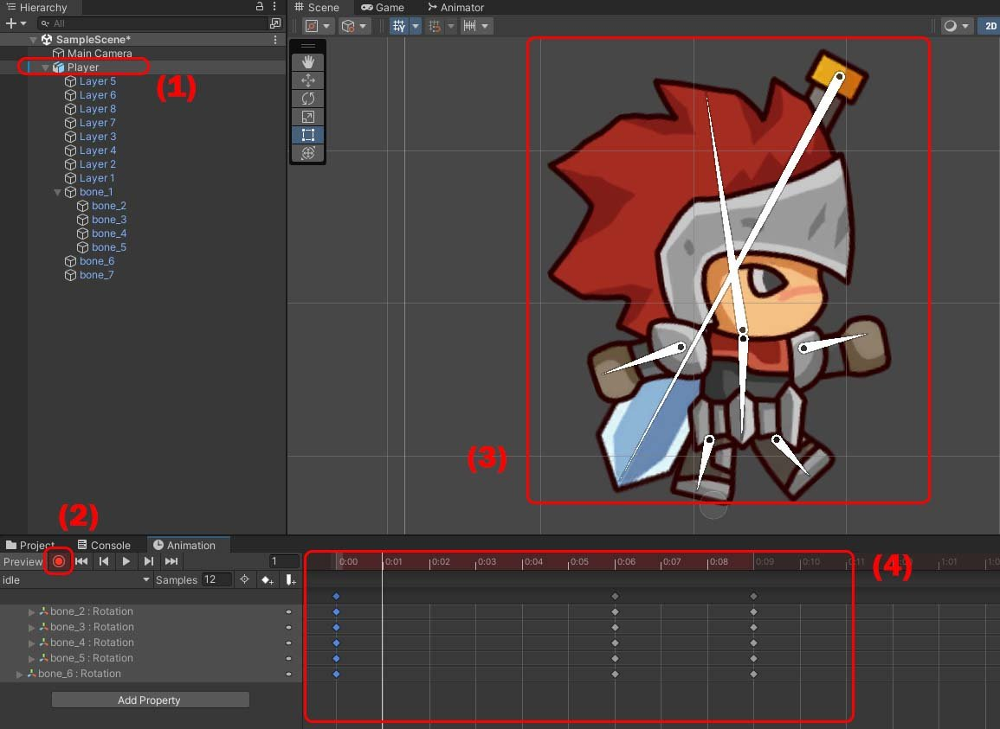 Hierarchy
All
SampleScene*
Main Camera
Player
Layer 5
Layer 6
Layer 8
Layer 7
Layer 3
Layer 4
Layer 2
Layer 1
bone_1
bone_2
bone_3
bone_4
bone_5
bone_6
bone_7
(1)
Scene Game Animator
2D
(3)
(2)
Project Console Animation
Preview 1
0:00 0:01 0:02 0:03 0:04 0:05 0:06 0:07 0:08 0:09 0:10 0:11 1:00 1:01
(4)
idle Samples 12
bone_2 : Rotation
bone_3 : Rotation
bone_4 : Rotation
bone_5 : Rotation
bone_6 : Rotation
Add Property